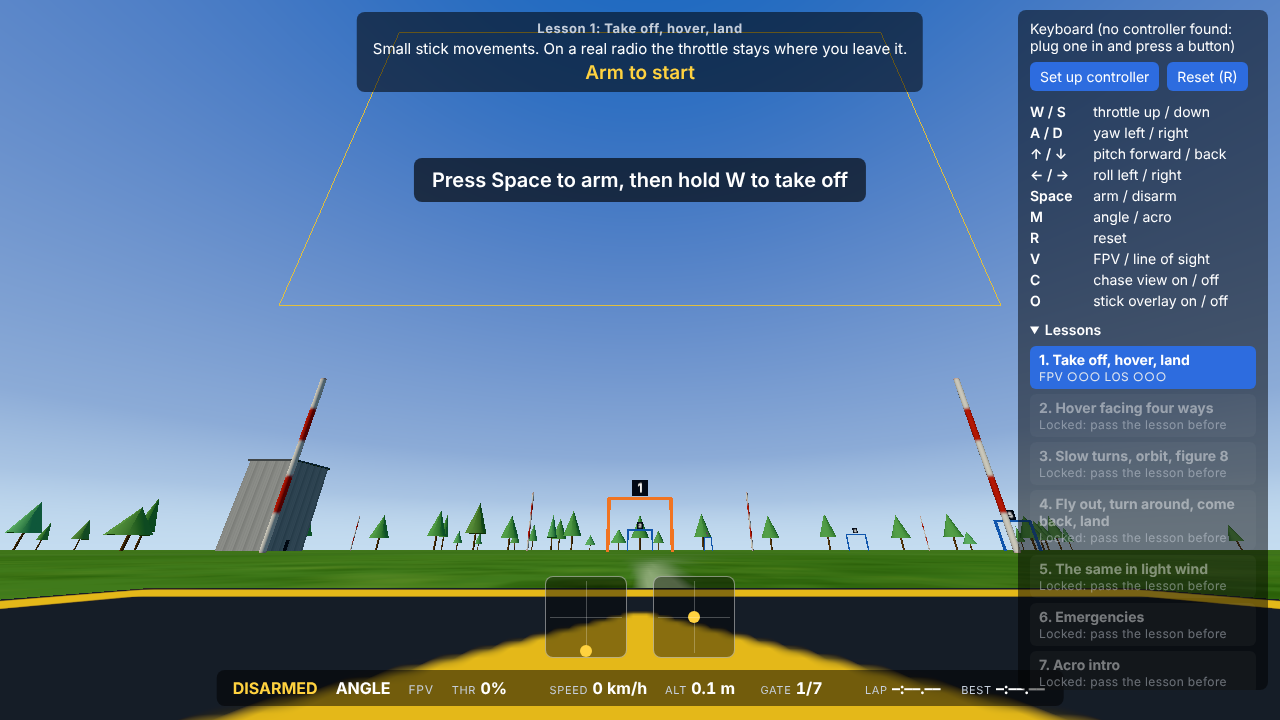 Lesson 1: Take off, hover, land
Small stick movements. On a real radio the throttle stays where you leave it.
Arm to start
Press Space to arm, then hold W to take off
Keyboard (no controller found:
plug one in and press a button)
Set up controller
Reset (R)
W / S throttle up / down
A / D yaw left / right
↑ / ↓ pitch forward / back
← / → roll left / right
Space arm / disarm
M angle / acro
R reset
V FPV / line of sight
C chase view on / off
O stick overlay on / off
▼ Lessons
1. Take off, hover, land
FPV ○○○ LOS ○○○
2. Hover facing four ways
Locked: pass the lesson before
3. Slow turns, orbit, figure 8
Locked: pass the lesson before
4. Fly out, turn around, come
back, land
Locked: pass the lesson before
5. The same in light wind
Locked: pass the lesson before
6. Emergencies
Locked: pass the lesson before
7. Acro intro
Locked: pass the lesson before
1
DISARMED ANGLE FPV THR 0% SPEED 0 km/h ALT 0.1 m GATE 1/7 LAP –:––.–– BEST –:––.––